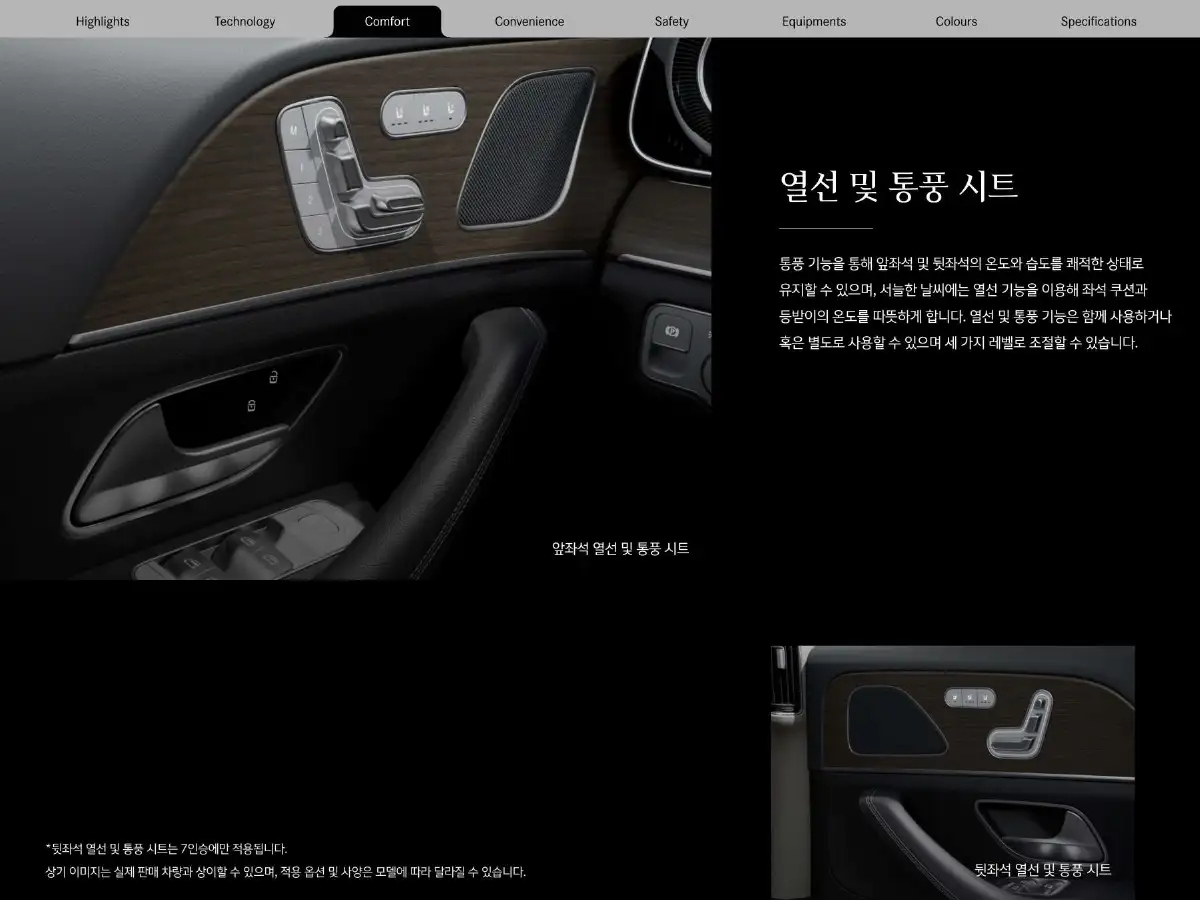 Highlights
Technology
Comfort
Convenience
Safety
Equipments
Colours
Specifications
열선 및 통풍 시트
통풍 기능을 통해 앞좌석 및 뒷좌석의 온도와 습도를 쾌적한 상태로
유지할 수 있으며, 서늘한 날씨에는 열선 기능을 이용해 좌석 쿠션과
등받이의 온도를 따뜻하게 합니다. 열선 및 통풍 기능은 함께 사용하거나
혹은 별도로 사용할 수 있으며 세 가지 레벨로 조절할 수 있습니다.
앞좌석 열선 및 통풍 시트
뒷좌석 열선 및 통풍 시트
*뒷좌석 열선 및 통풍 시트는 7인승에만 적용됩니다.
상기 이미지는 실제 판매 차량과 상이할 수 있으며, 적용 옵션 및 사양은 모델에 따라 달라질 수 있습니다.